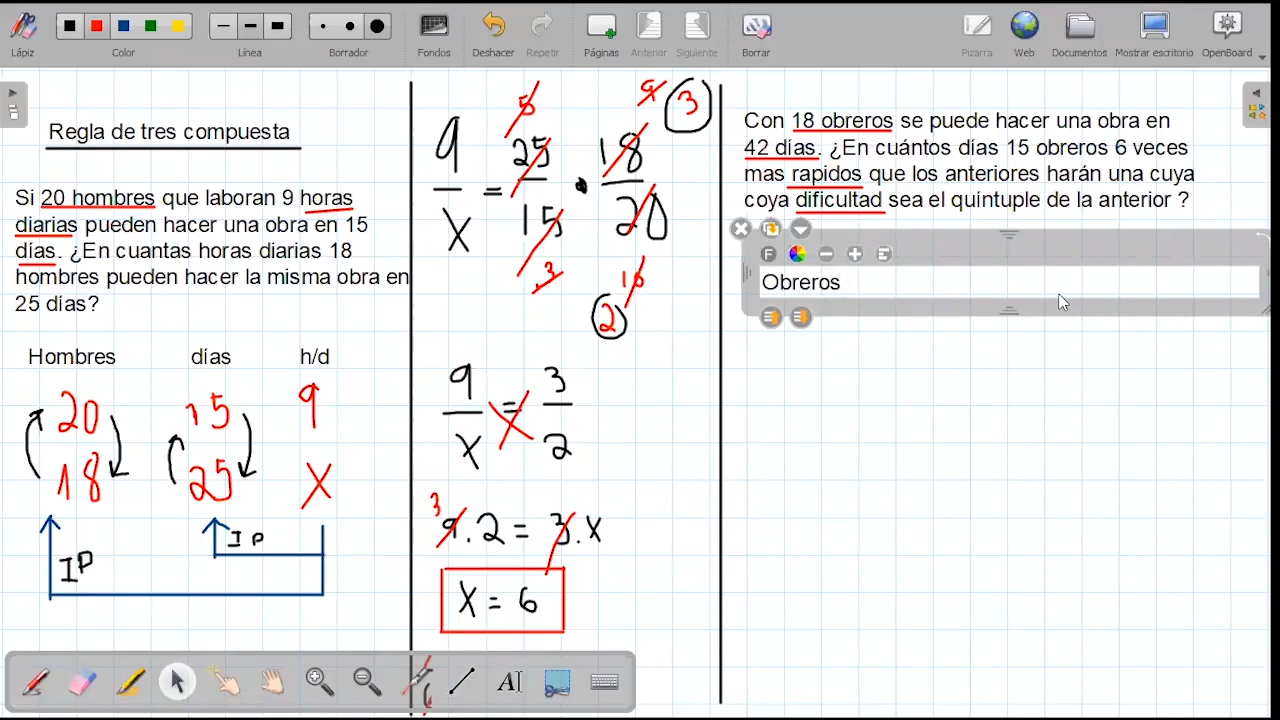 Lápiz
Color
Línea
Borrador
Fondos
Deshacer
Repetir
Páginas
Anterior
Siguiente
Borrar
Pizarra
Web
Documentos
Mostrar escritorio
OpenBoard
Regla de tres compuesta
Si 20 hombres que laboran 9 horas
diarias pueden hacer una obra en 15
días. ¿En cuantas horas diarias 18
hombres pueden hacer la misma obra en
25 días?
Hombres días h/d
20 15 9
18 25 X
IP IP
5 9 3
9 25 18
— = — • —
X 15 20
3 10
2
9 3
— = —
X 2
3
9 . 2 = 3 . X
X = 6
Con 18 obreros se puede hacer una obra en
42 días. ¿En cuántos días 15 obreros 6 veces
mas rapidos que los anteriores harán una cuya
coya dificultad sea el quíntuple de la anterior ?
F
Obreros
AI